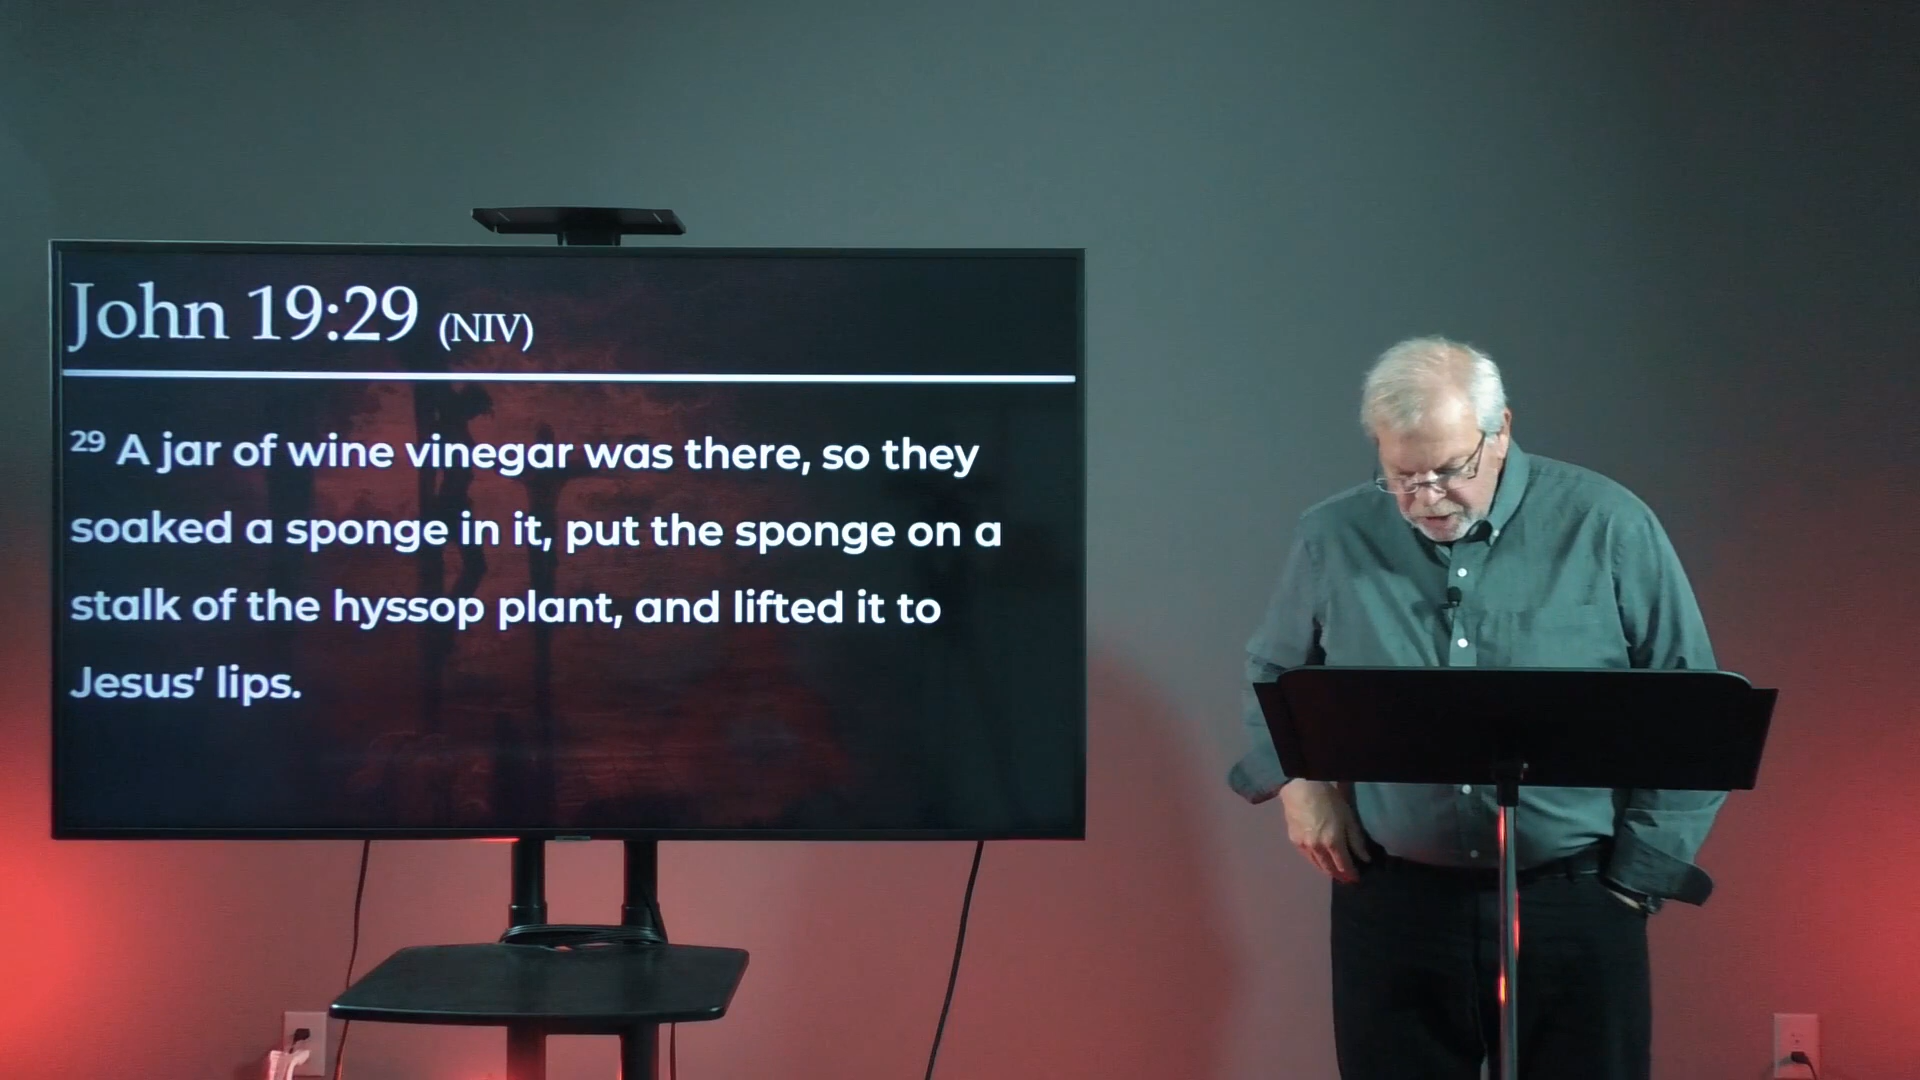 John 19:29 (NIV)
29 A jar of wine vinegar was there, so they
soaked a sponge in it, put the sponge on a
stalk of the hyssop plant, and lifted it to
Jesus’ lips.